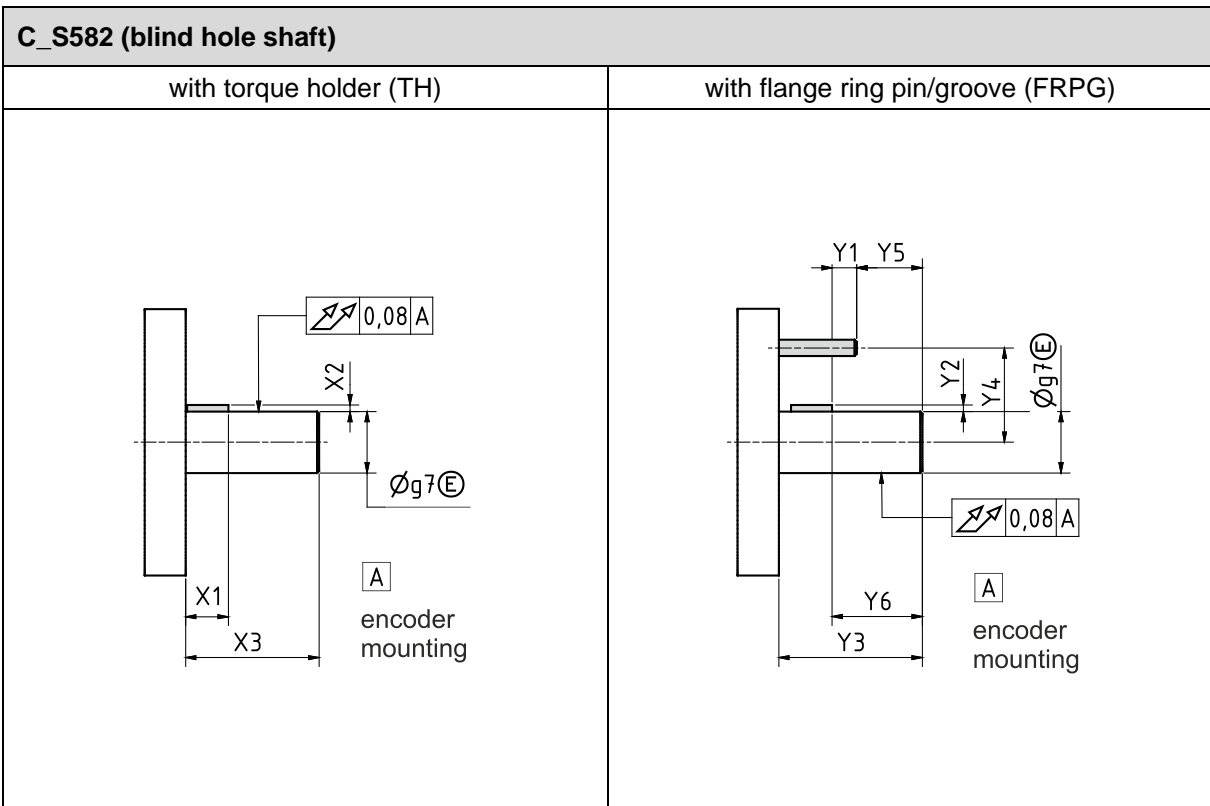 C_S582 (blind hole shaft)
with torque holder (TH)
with flange ring pin/groove (FRPG)
0,08 A
X2
Øg7Ⓔ
X1
X3
A
encoder
mounting
Y1 Y5
Y2
Y4
Øg7Ⓔ
0,08 A
Y6
Y3
A
encoder
mounting